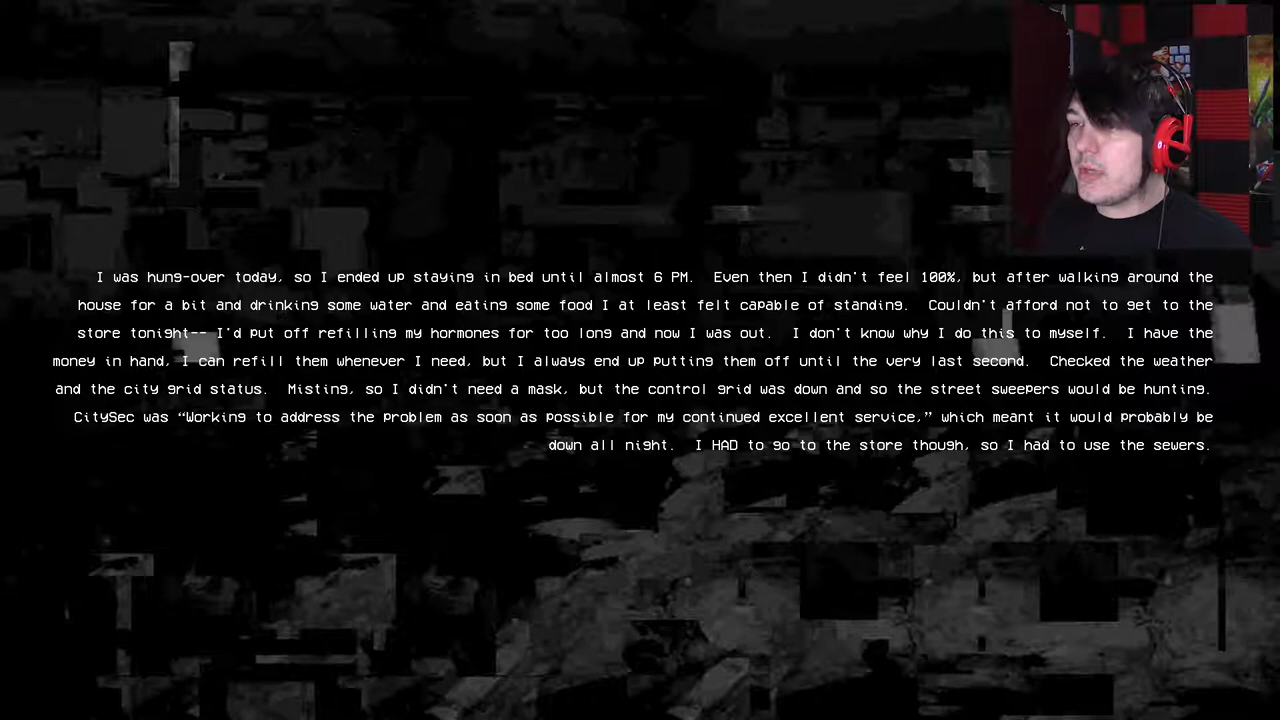 I was hung-over today, so I ended up staying in bed until almost 6 PM.  Even then I didn't feel 100%, but after walking around the
house for a bit and drinking some water and eating some food I at least felt capable of standing.  Couldn't afford not to get to the
store tonight-- I'd put off refilling my hormones for too long and now I was out.  I don't know why I do this to myself.  I have the
money in hand, I can refill them whenever I need, but I always end up putting them off until the very last second.  Checked the weather
and the city grid status.  Misting, so I didn't need a mask, but the control grid was down and so the street sweepers would be hunting.
CitySec was “Working to address the problem as soon as possible for my continued excellent service,” which meant it would probably be
down all night.  I HAD to go to the store though, so I had to use the sewers.